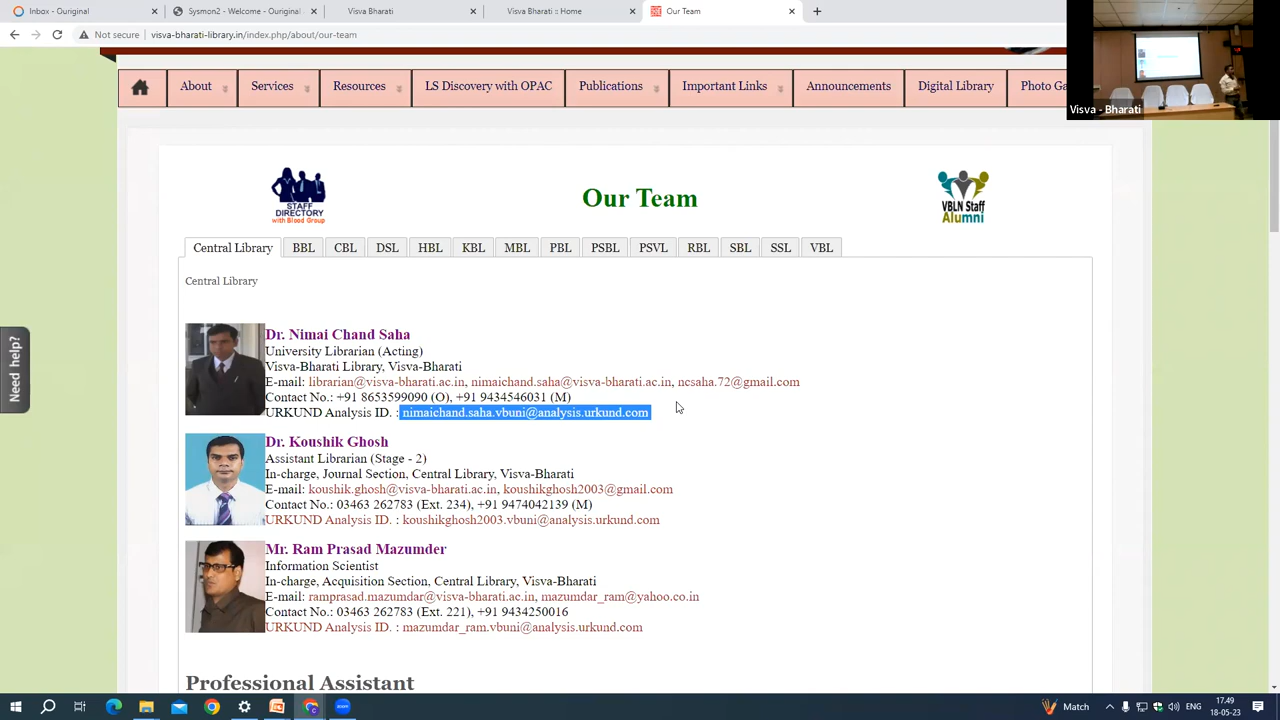 Inbox - Ouriginal
Sysmon2 - Ouriginal - Ouriginal
Visva Bharati
Visva Bharati :: Home
Our Team
Not secure visva-bharati-library.in/index.php/about/our-team
About
Services
Resources
LS Discovery with OPAC
Publications
Important Links
Announcements
Digital Library
Photo Ga
Visva - Bharati
STAFF
DIRECTORY
with Blood Group
Our Team
VBLN Staff
Alumni
Central Library BBL CBL DSL HBL KBL MBL PBL PSBL PSVL RBL SBL SSL VBL
Central Library
Dr. Nimai Chand Saha
University Librarian (Acting)
Visva-Bharati Library, Visva-Bharati
E-mail: librarian@visva-bharati.ac.in, nimaichand.saha@visva-bharati.ac.in, ncsaha.72@gmail.com
Contact No.: +91 8653599090 (O), +91 9434546031 (M)
URKUND Analysis ID. : nimaichand.saha.vbuni@analysis.urkund.com
Need help?
Dr. Koushik Ghosh
Assistant Librarian (Stage - 2)
In-charge, Journal Section, Central Library, Visva-Bharati
E-mail: koushik.ghosh@visva-bharati.ac.in, koushikghosh2003@gmail.com
Contact No.: 03463 262783 (Ext. 234), +91 9474042139 (M)
URKUND Analysis ID. : koushikghosh2003.vbuni@analysis.urkund.com
Mr. Ram Prasad Mazumder
Information Scientist
In-charge, Acquisition Section, Central Library, Visva-Bharati
E-mail: ramprasad.mazumdar@visva-bharati.ac.in, mazumdar_ram@yahoo.co.in
Contact No.: 03463 262783 (Ext. 221), +91 9434250016
URKUND Analysis ID. : mazumdar_ram.vbuni@analysis.urkund.com
Professional Assistant
Match
ENG
17.49
18-05-23